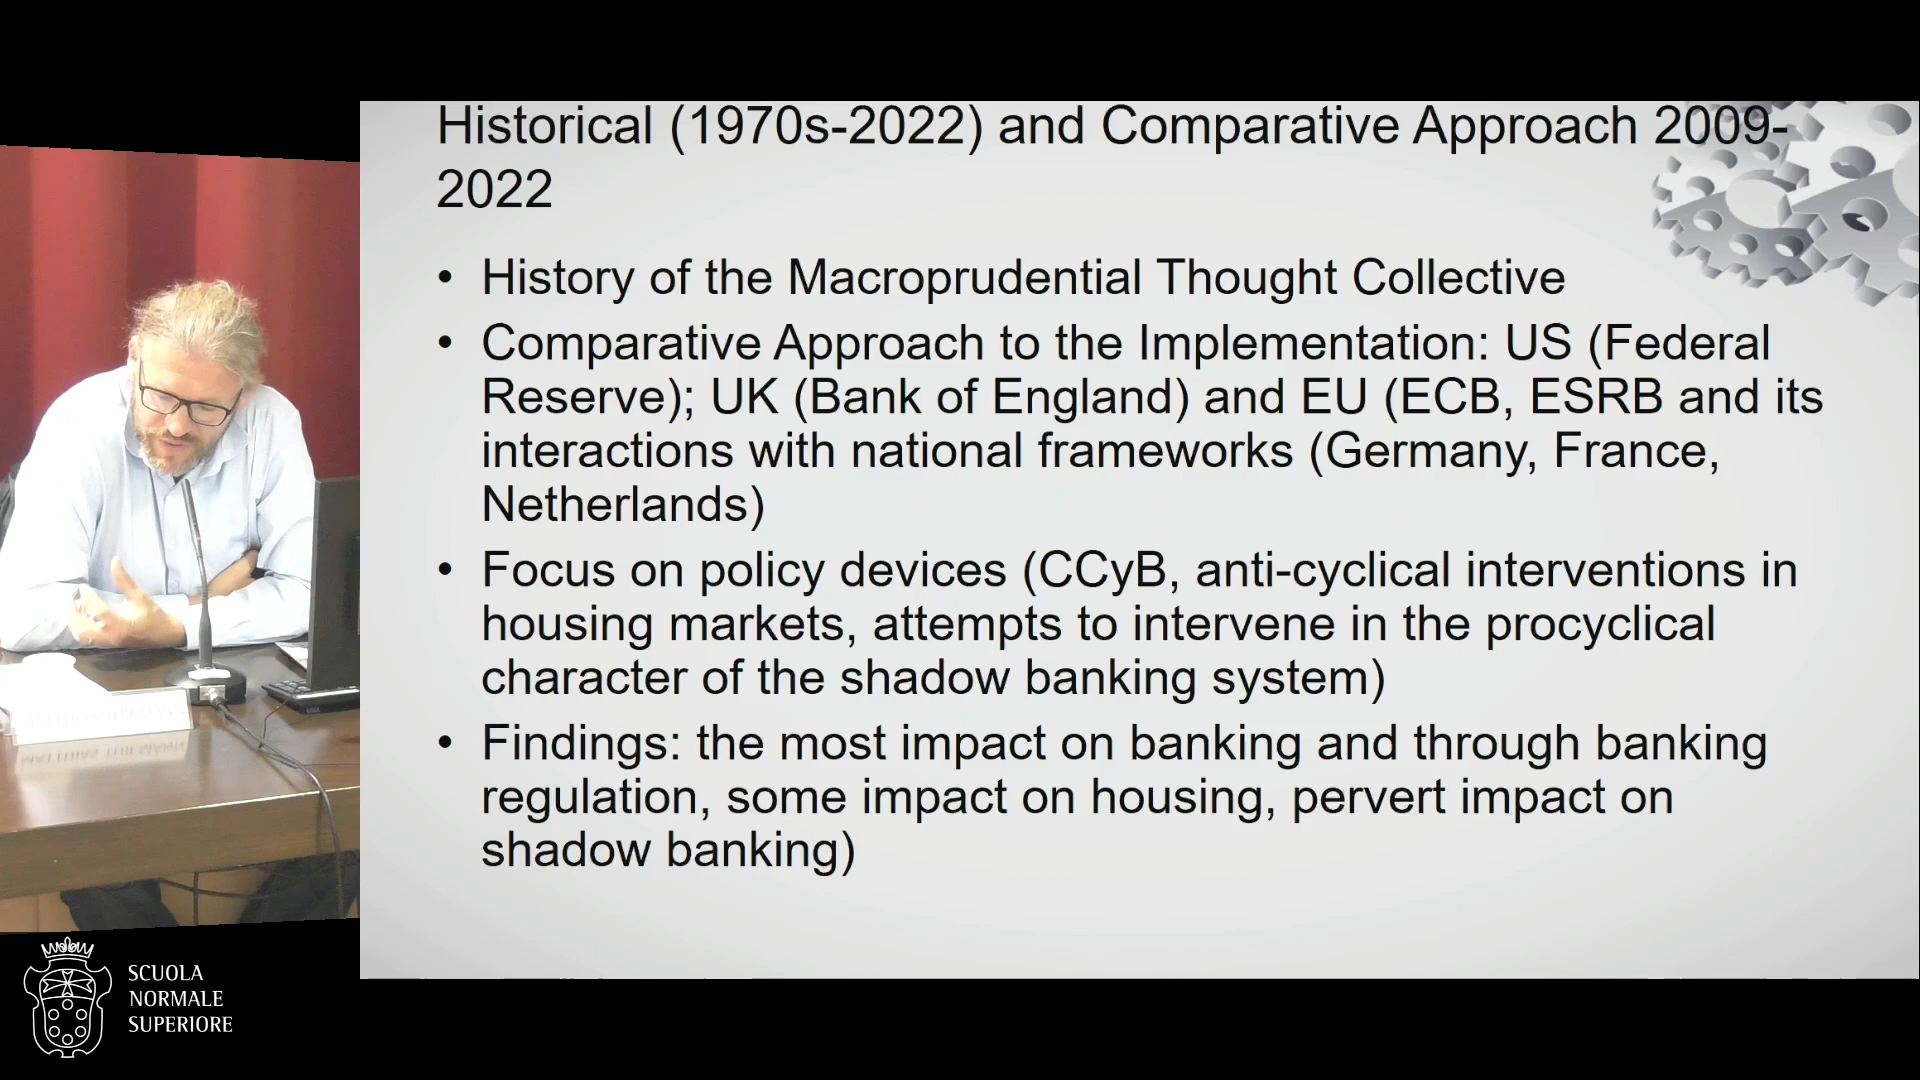 Historical (1970s-2022) and Comparative Approach 2009-
2022
• History of the Macroprudential Thought Collective
• Comparative Approach to the Implementation: US (Federal
Reserve); UK (Bank of England) and EU (ECB, ESRB and its
interactions with national frameworks (Germany, France,
Netherlands)
• Focus on policy devices (CCyB, anti-cyclical interventions in
housing markets, attempts to intervene in the procyclical
character of the shadow banking system)
• Findings: the most impact on banking and through banking
regulation, some impact on housing, pervert impact on
shadow banking)
SCUOLA
NORMALE
SUPERIORE